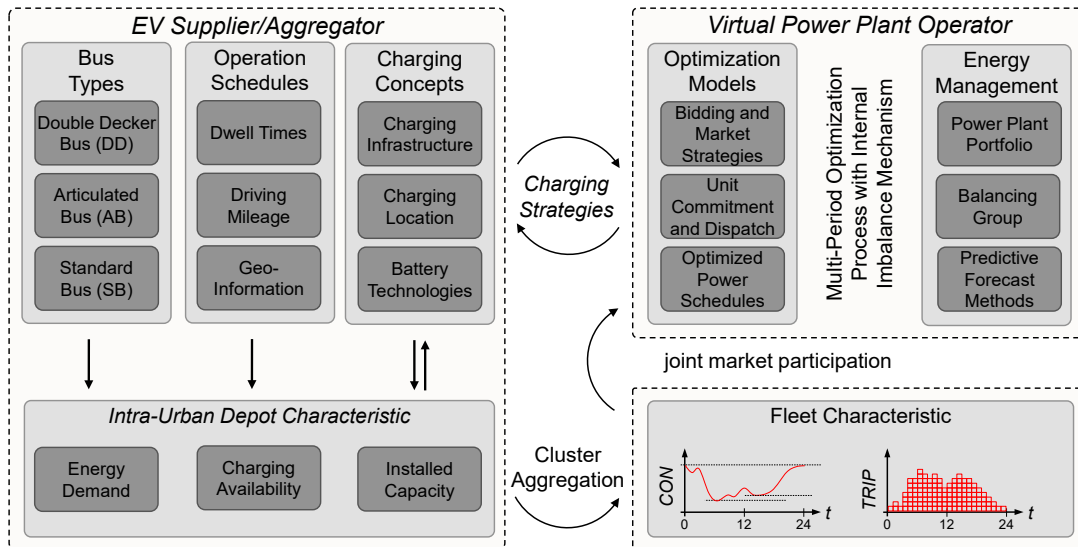 EV Supplier/Aggregator
Bus
Types
Double Decker
Bus (DD)
Articulated
Bus (AB)
Standard
Bus (SB)
Operation
Schedules
Dwell Times
Driving
Mileage
Geo-
Information
Charging
Concepts
Charging
Infrastructure
Charging
Location
Battery
Technologies
Intra-Urban Depot Characteristic
Energy
Demand
Charging
Availability
Installed
Capacity
Charging
Strategies
Cluster
Aggregation
Virtual Power Plant Operator
Optimization
Models
Bidding and
Market
Strategies
Unit
Commitment
and Dispatch
Optimized
Power
Schedules
Multi-Period Optimization
Process with Internal
Imbalance Mechanism
Energy
Management
Power Plant
Portfolio
Balancing
Group
Predictive
Forecast
Methods
joint market participation
Fleet Characteristic
CON
0 12 24 t
TRIP
0 12 24 t